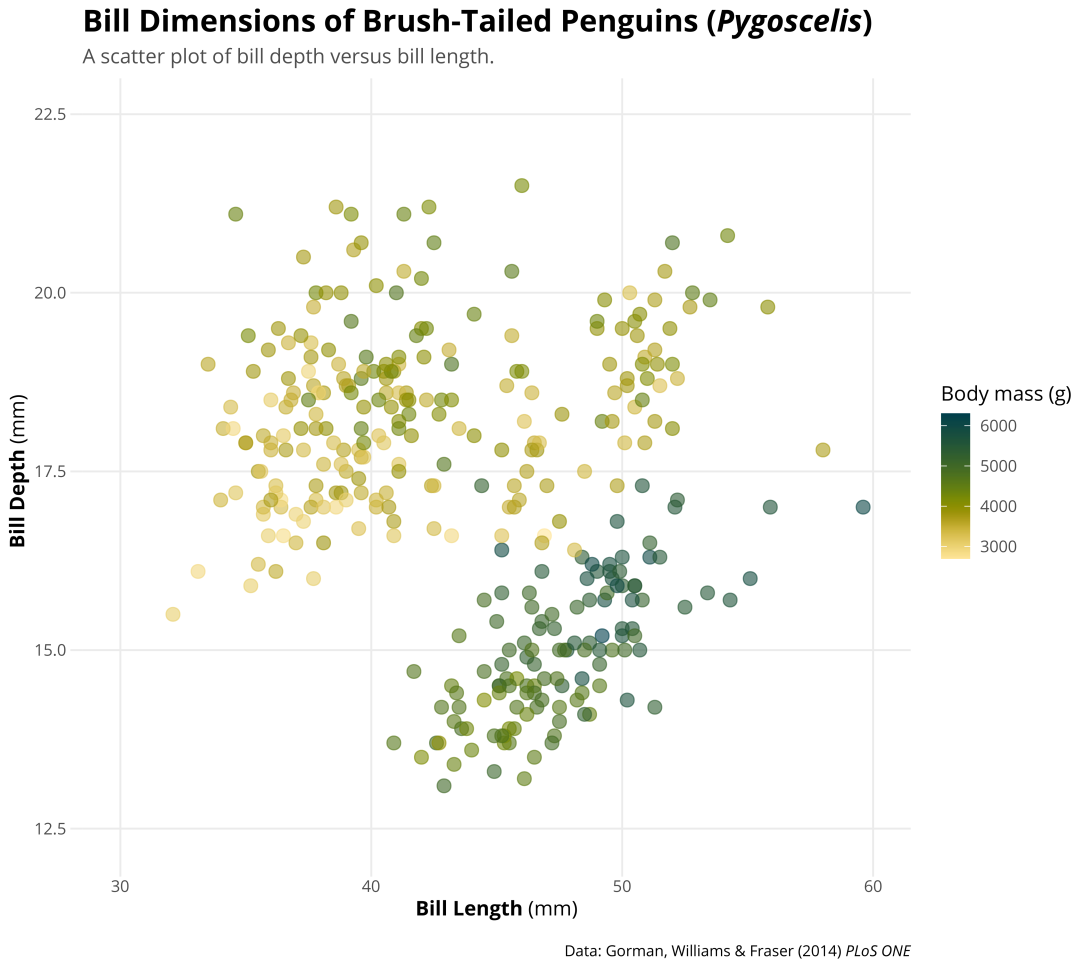 Bill Dimensions of Brush-Tailed Penguins (Pygoscelis)
A scatter plot of bill depth versus bill length.
22.5
20.0
17.5
15.0
12.5
Bill Depth (mm)
30 40 50 60
Bill Length (mm)
Body mass (g)
6000
5000
4000
3000
Data: Gorman, Williams & Fraser (2014) PLoS ONE